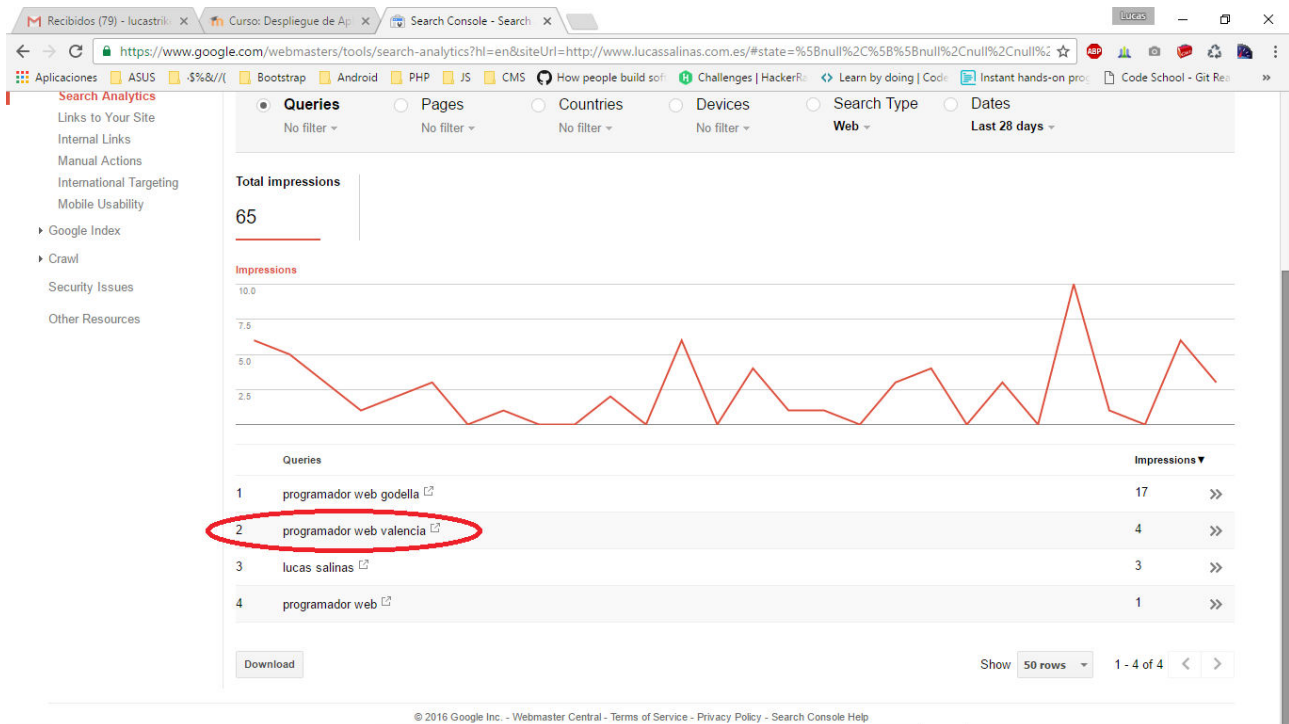 Recibidos (79) - lucastrik
Curso: Despliegue de Ap
Search Console - Search
Lucas
https://www.google.com/webmasters/tools/search-analytics?hl=en&siteUrl=http://www.lucassalinas.com.es/#state=%5Bnull%2C%5B%5Bnull%2Cnull%2Cnull%2
ABP
Aplicaciones ASUS ·$%&//( Bootstrap Android PHP JS CMS How people build soft Challenges | HackerRa Learn by doing | Code Instant hands-on prog Code School - Git Rea »
Search Analytics
Links to Your Site
Internal Links
Manual Actions
International Targeting
Mobile Usability
Google Index
Crawl
Security Issues
Other Resources
Queries Pages Countries Devices Search Type Dates
No filter No filter No filter No filter Web Last 28 days
Total impressions
65
Impressions
10.0
7.5
5.0
2.5
Queries Impressions▼
1 programador web godella 17 »
2 programador web valencia 4 »
3 lucas salinas 3 »
4 programador web 1 »
Download Show 50 rows 1 - 4 of 4
© 2016 Google Inc. - Webmaster Central - Terms of Service - Privacy Policy - Search Console Help